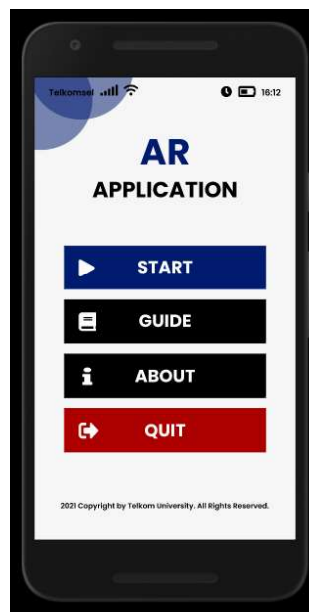 Telkomsel 16:12
AR
APPLICATION
START
GUIDE
ABOUT
QUIT
2021 Copyright by Telkom University. All Rights Reserved.